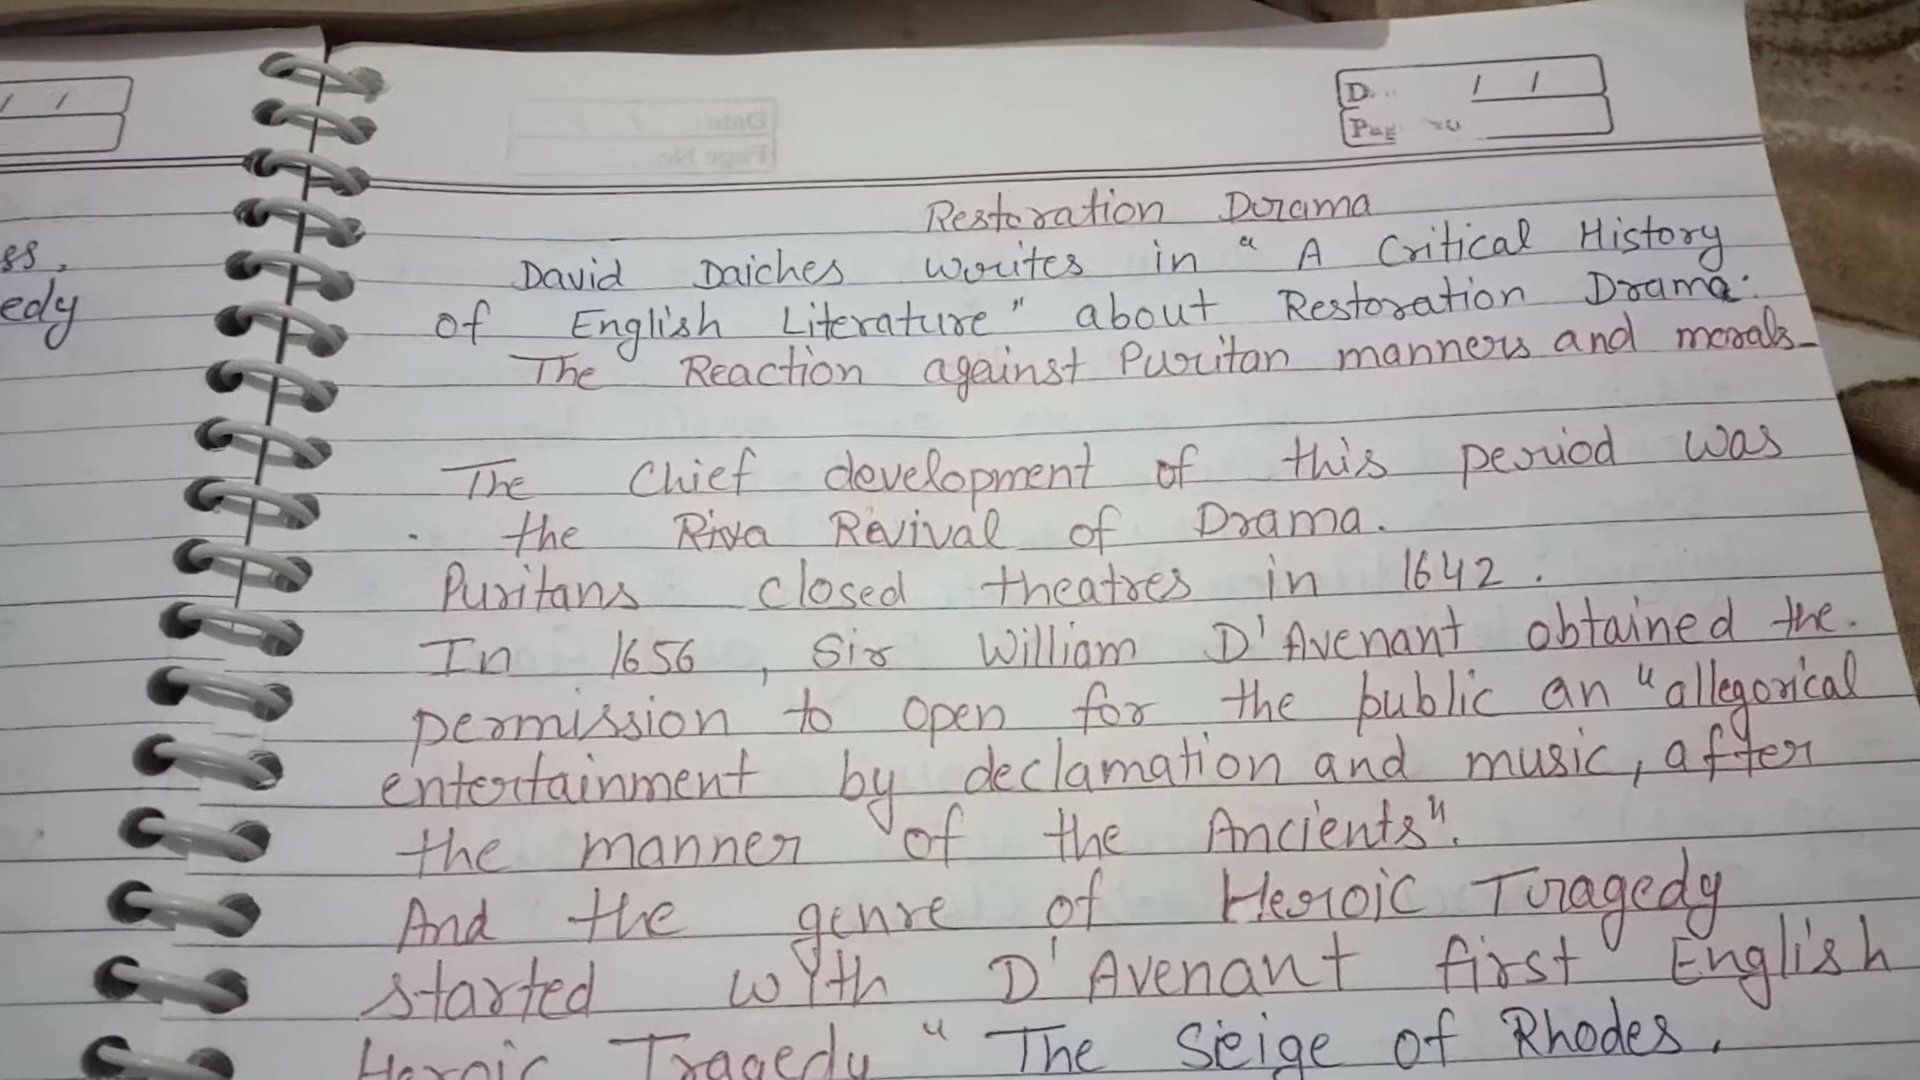 ss,
edy
Restoration Drama
David Daiches writes in " A Critical History
of English Literature" about Restoration Drama.
The Reaction against Puritan manners and morals-
The Chief development of this period was
the Riva Revival of Drama.
Puritans closed theatres in 1642.
In 1656, Sir William D'Avenant obtained the
permission to open for the public an "allegorical
entertainment by declamation and music, after
the manner of the Ancients".
And the genre of Heroic Tragedy
started with D'Avenant first English
Heroic Tragedy "The Seige of Rhodes.